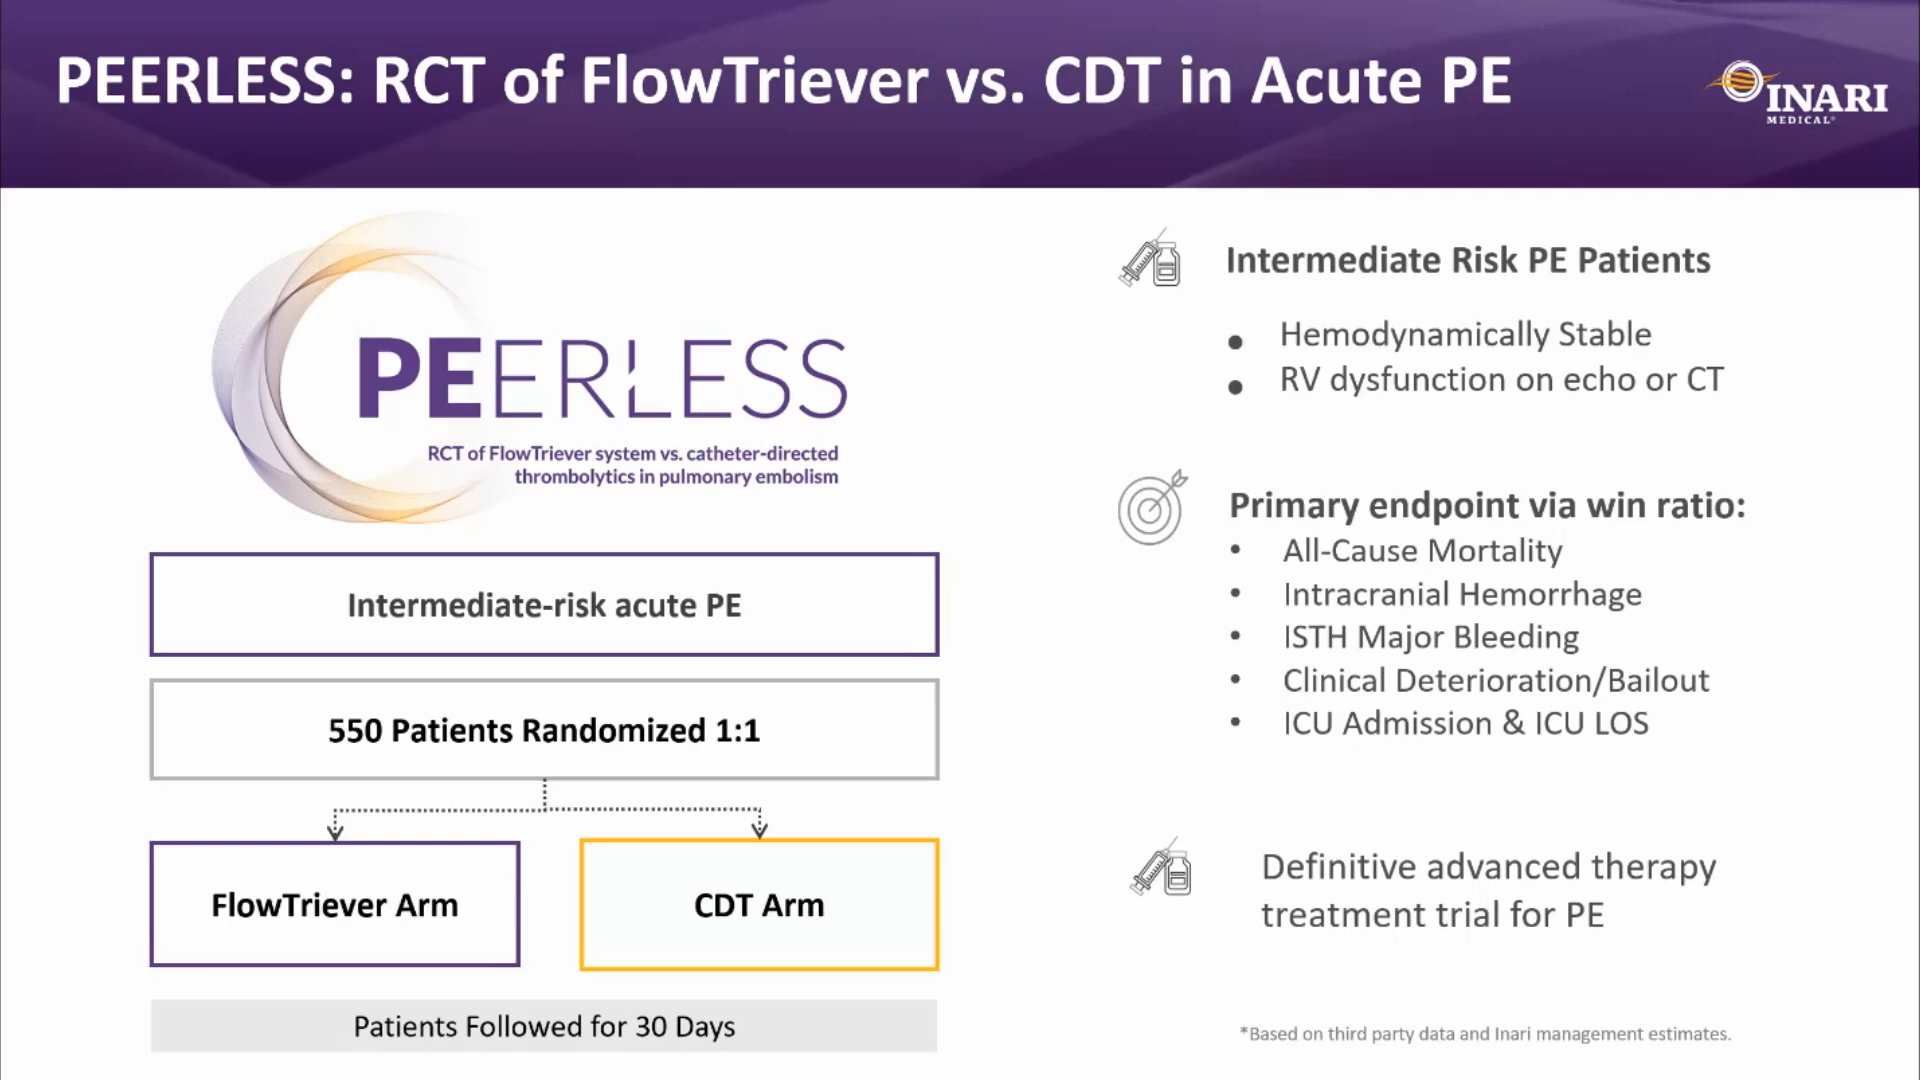 PEERLESS: RCT of FlowTriever vs. CDT in Acute PE
INARI
MEDICAL®
PEERLESS
RCT of FlowTriever system vs. catheter-directed
thrombolytics in pulmonary embolism
Intermediate-risk acute PE
550 Patients Randomized 1:1
FlowTriever Arm
CDT Arm
Patients Followed for 30 Days
Intermediate Risk PE Patients
● Hemodynamically Stable
● RV dysfunction on echo or CT
Primary endpoint via win ratio:
• All-Cause Mortality
• Intracranial Hemorrhage
• ISTH Major Bleeding
• Clinical Deterioration/Bailout
• ICU Admission & ICU LOS
Definitive advanced therapy
treatment trial for PE
*Based on third party data and Inari management estimates.